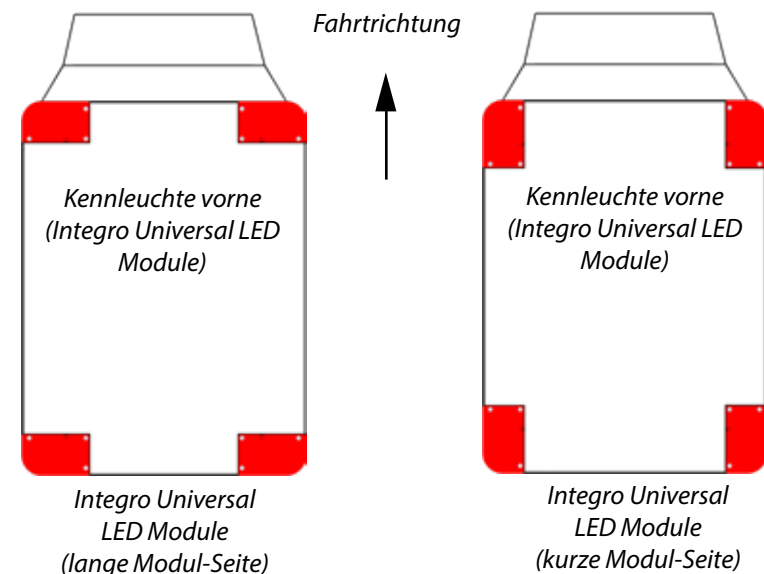 Fahrtrichtung
Kennleuchte vorne
(Integro Universal LED
Module)
Kennleuchte vorne
(Integro Universal LED
Module)
Integro Universal
LED Module
(lange Modul-Seite)
Integro Universal
LED Module
(kurze Modul-Seite)